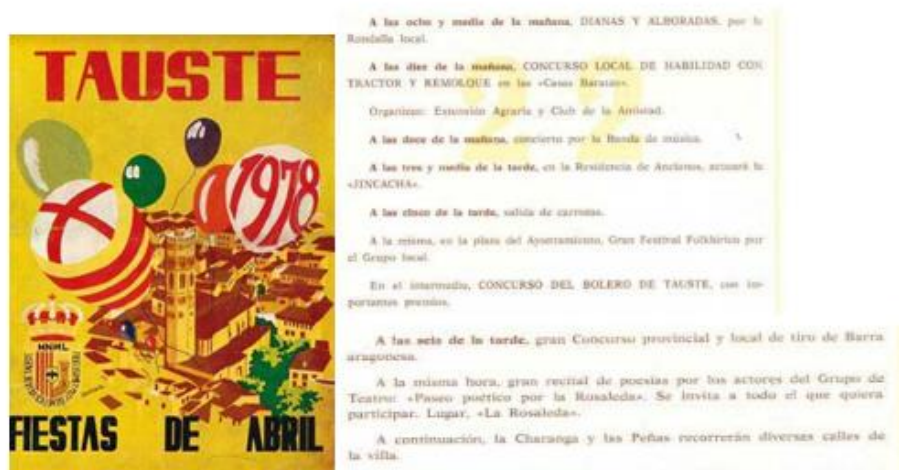 TAUSTE
1978
FIESTAS DE ABRIL
A las ocho y media de la mañana, DIANAS Y ALBORADAS, por la
Rondalla local.
A las diez de la mañana, CONCURSO LOCAL DE HABILIDAD CON
TRACTOR Y REMOLQUE en las «Casas Baratas».
Organizan: Extensión Agraria y Club de la Amistad.
A las doce de la mañana, concierto por la Banda de música.
A las tres y media de la tarde, en la Residencia de Ancianos, actuará la
«JINCACHA».
A las cinco de la tarde, salida de carrozas.
A la misma, en la plaza del Ayuntamiento, Gran Festival Folklórico por
el Grupo local.
En el intermedio, CONCURSO DEL BOLERO DE TAUSTE, con im-
portantes premios.
A las seis de la tarde, gran Concurso provincial y local de tiro de Barra
aragonesa.
A la misma hora, gran recital de poesías por los actores del Grupo de
Teatro: «Paseo poético por la Rosaleda». Se invita a todo el que quiera
participar. Lugar, «La Rosaleda».
A continuación, la Charanga y las Peñas recorrerán diversas calles de
la villa.